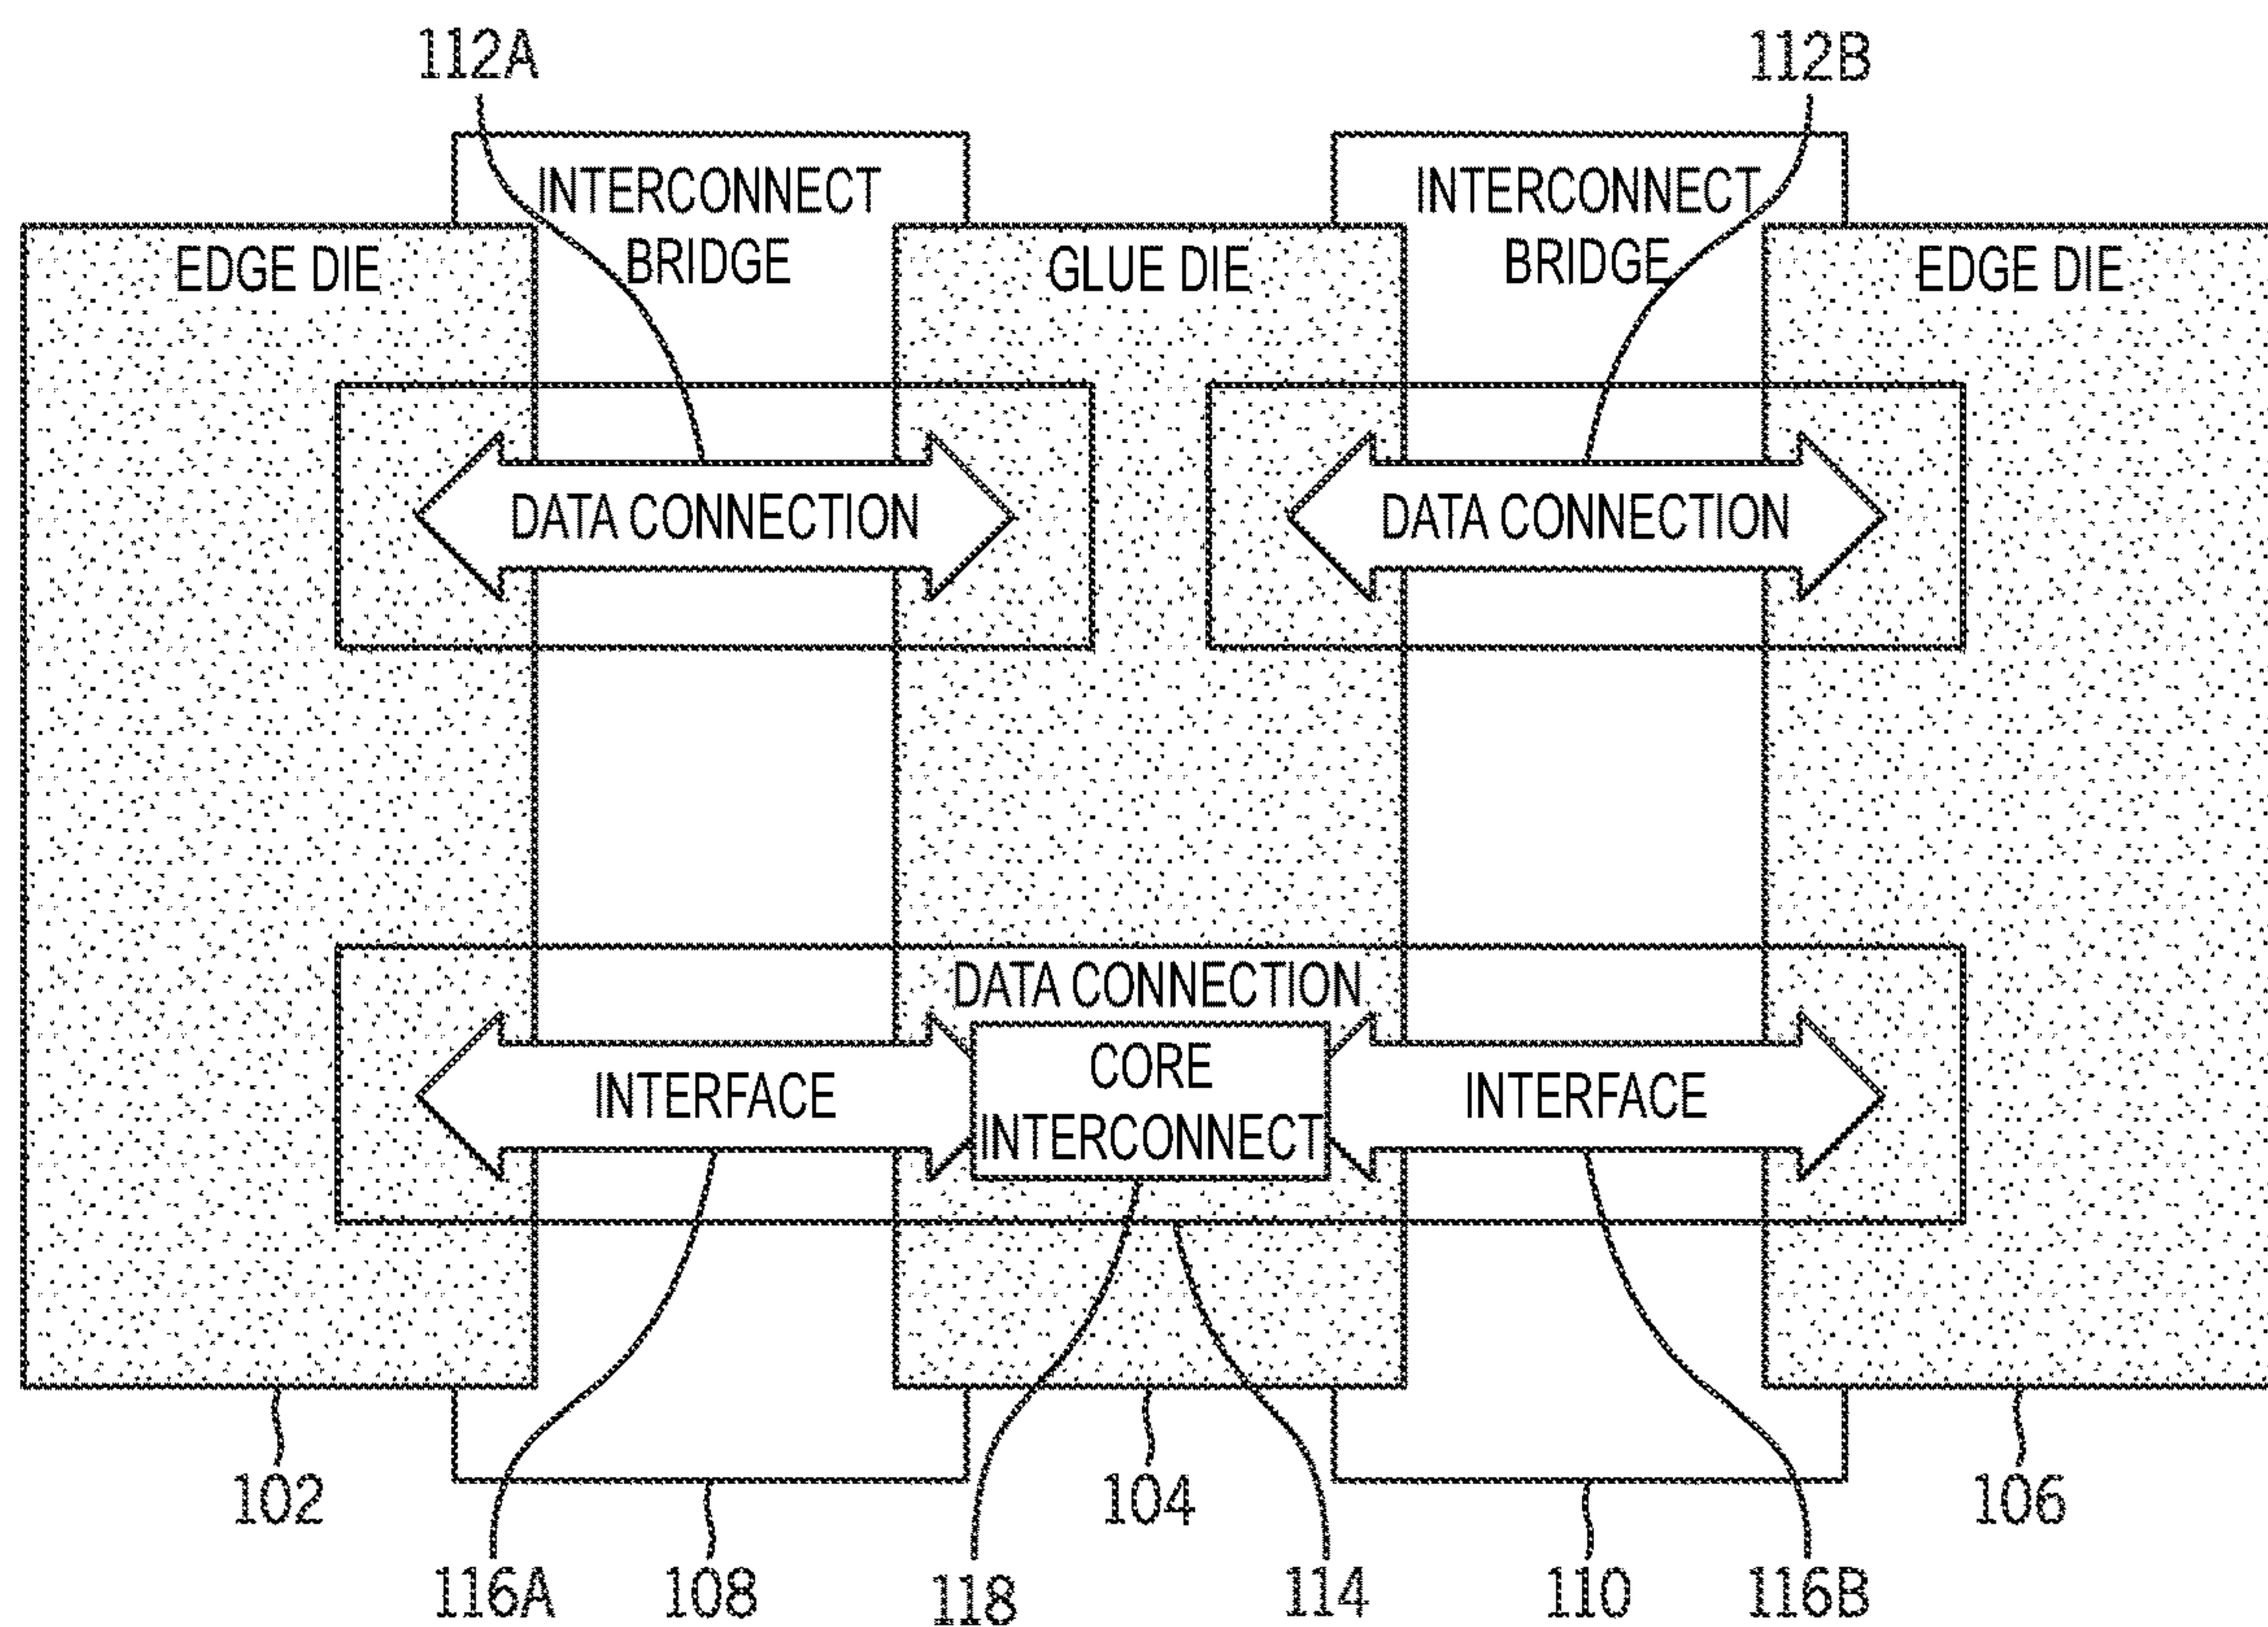 112A
112B
INTERCONNECT
BRIDGE
INTERCONNECT
BRIDGE
EDGE DIE
GLUE DIE
EDGE DIE
DATA CONNECTION
DATA CONNECTION
DATA CONNECTION
INTERFACE
CORE
INTERCONNECT
INTERFACE
102
104
106
116A
108
118
114
110
116B